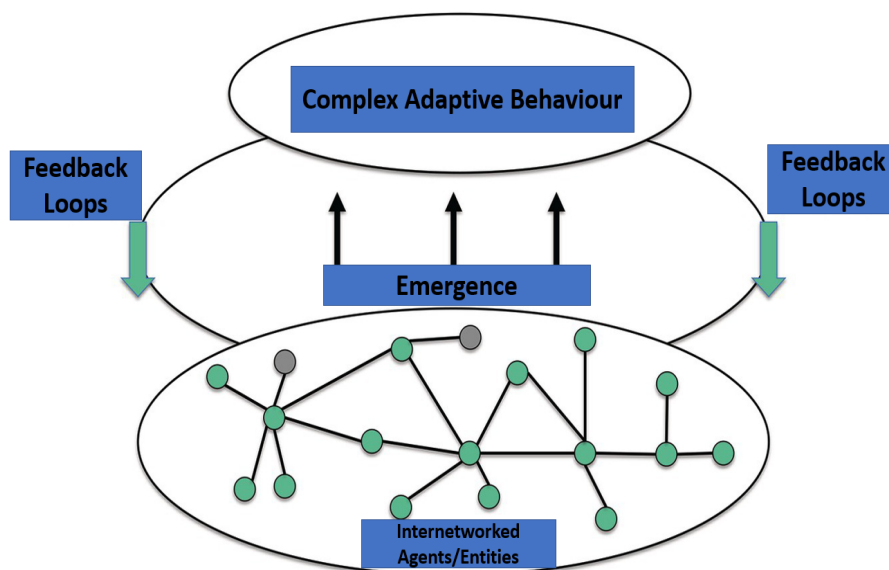 Complex Adaptive Behaviour
Feedback
Loops
Feedback
Loops
Emergence
Internetworked
Agents/Entities